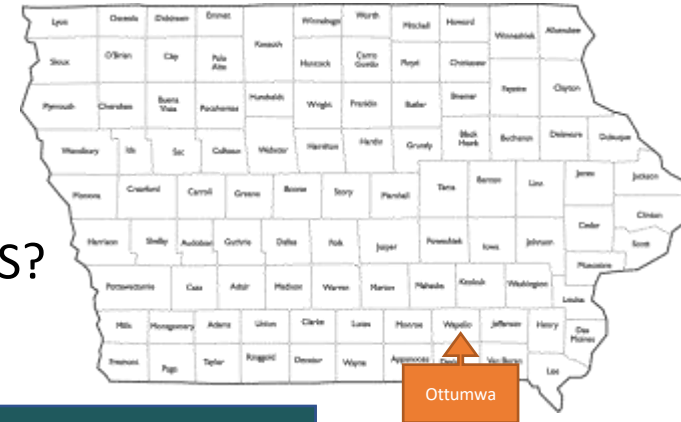 Lyon Osceola Dickinson Emmet Winnebago Worth Mitchell Howard Winneshiek Allamakee
Kossuth
Sioux O'Brien Clay Palo Alto Hancock Cerro Gordo Floyd Chickasaw
Fayette Clayton
Plymouth Cherokee Buena Vista Pocahontas Humboldt Wright Franklin Butler Bremer
Woodbury Ida Sac Calhoun Webster Hamilton Hardin Grundy Black Hawk Buchanan Delaware Dubuque
Monona Crawford Carroll Greene Boone Story Marshall Tama Benton Linn Jones Jackson
Clinton
Cedar
S?
Harrison Shelby Audubon Guthrie Dallas Polk Jasper Poweshiek Iowa Johnson Scott
Muscatine
Pottawattamie Cass Adair Madison Warren Marion Mahaska Keokuk Washington
Louisa
Mills Montgomery Adams Union Clarke Lucas Monroe Wapello Jefferson Henry Des Moines
Fremont Page Taylor Ringgold Decatur Wayne Appanoose Van Buren Lee
Ottumwa